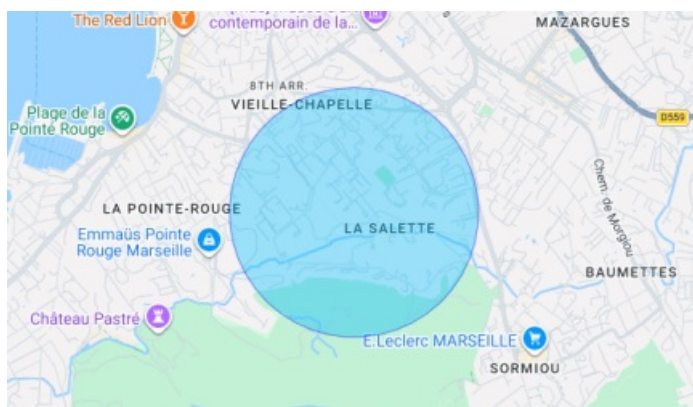 The Red Lion
contemporain de la...
MAZARGUES
8TH ARR.
VIEILLE-CHAPELLE
Plage de la
Pointe Rouge
D559
Chem. de Morgiou
LA POINTE-ROUGE
LA SALETTE
Emmaüs Pointe
Rouge Marseille
BAUMETTES
Château Pastré
E.Leclerc MARSEILLE
SORMIOU